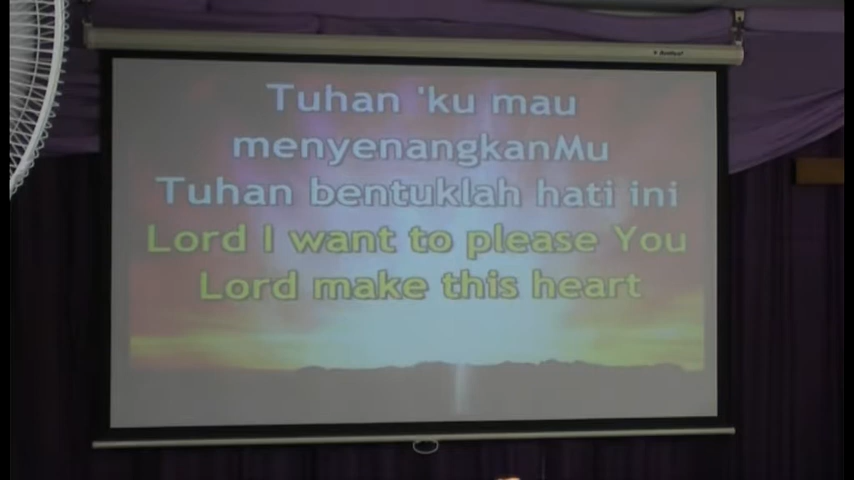 Tuhan 'ku mau
menyenangkanMu
Tuhan bentuklah hati ini
Lord I want to please You
Lord make this heart